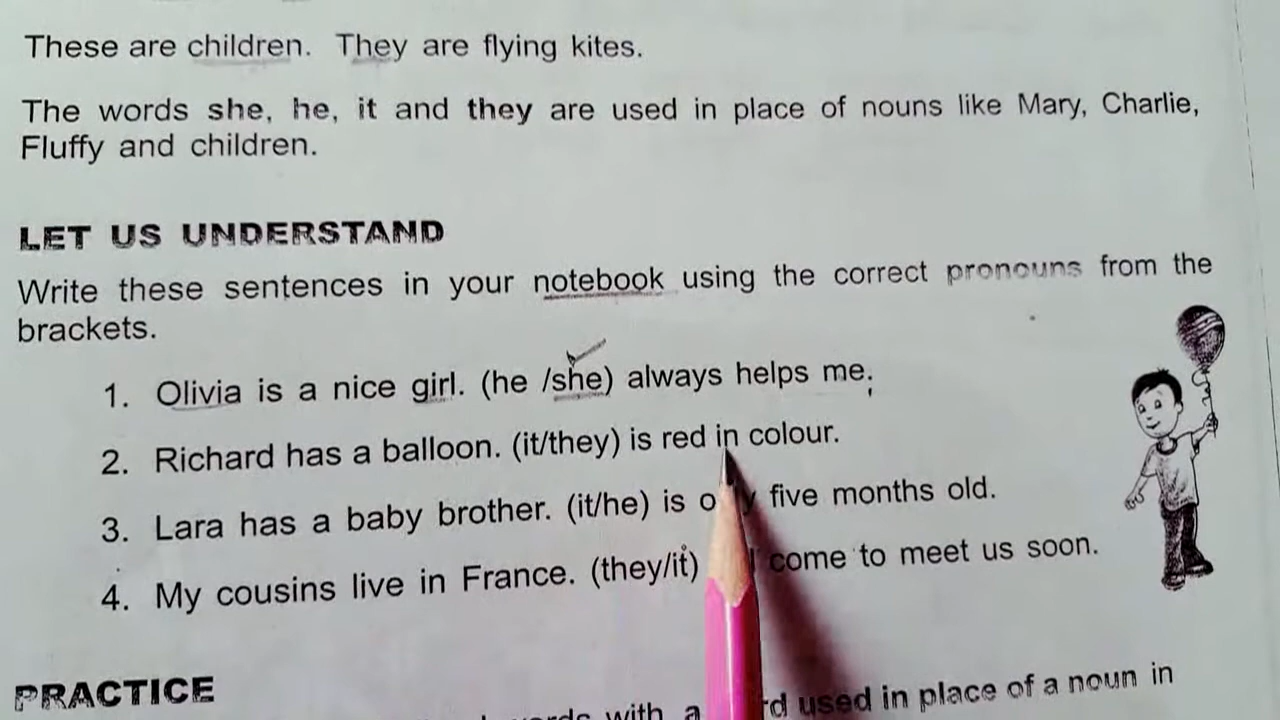 These are children. They are flying kites.
The words she, he, it and they are used in place of nouns like Mary, Charlie,
Fluffy and children.
LET US UNDERSTAND
Write these sentences in your notebook using the correct pronouns from the
brackets.
1. Olivia is a nice girl. (he /she) always helps me.
2. Richard has a balloon. (it/they) is red in colour.
3. Lara has a baby brother. (it/he) is five months old.
4. My cousins live in France. (they/it) come to meet us soon.
PRACTICE
with a used in place of a noun in